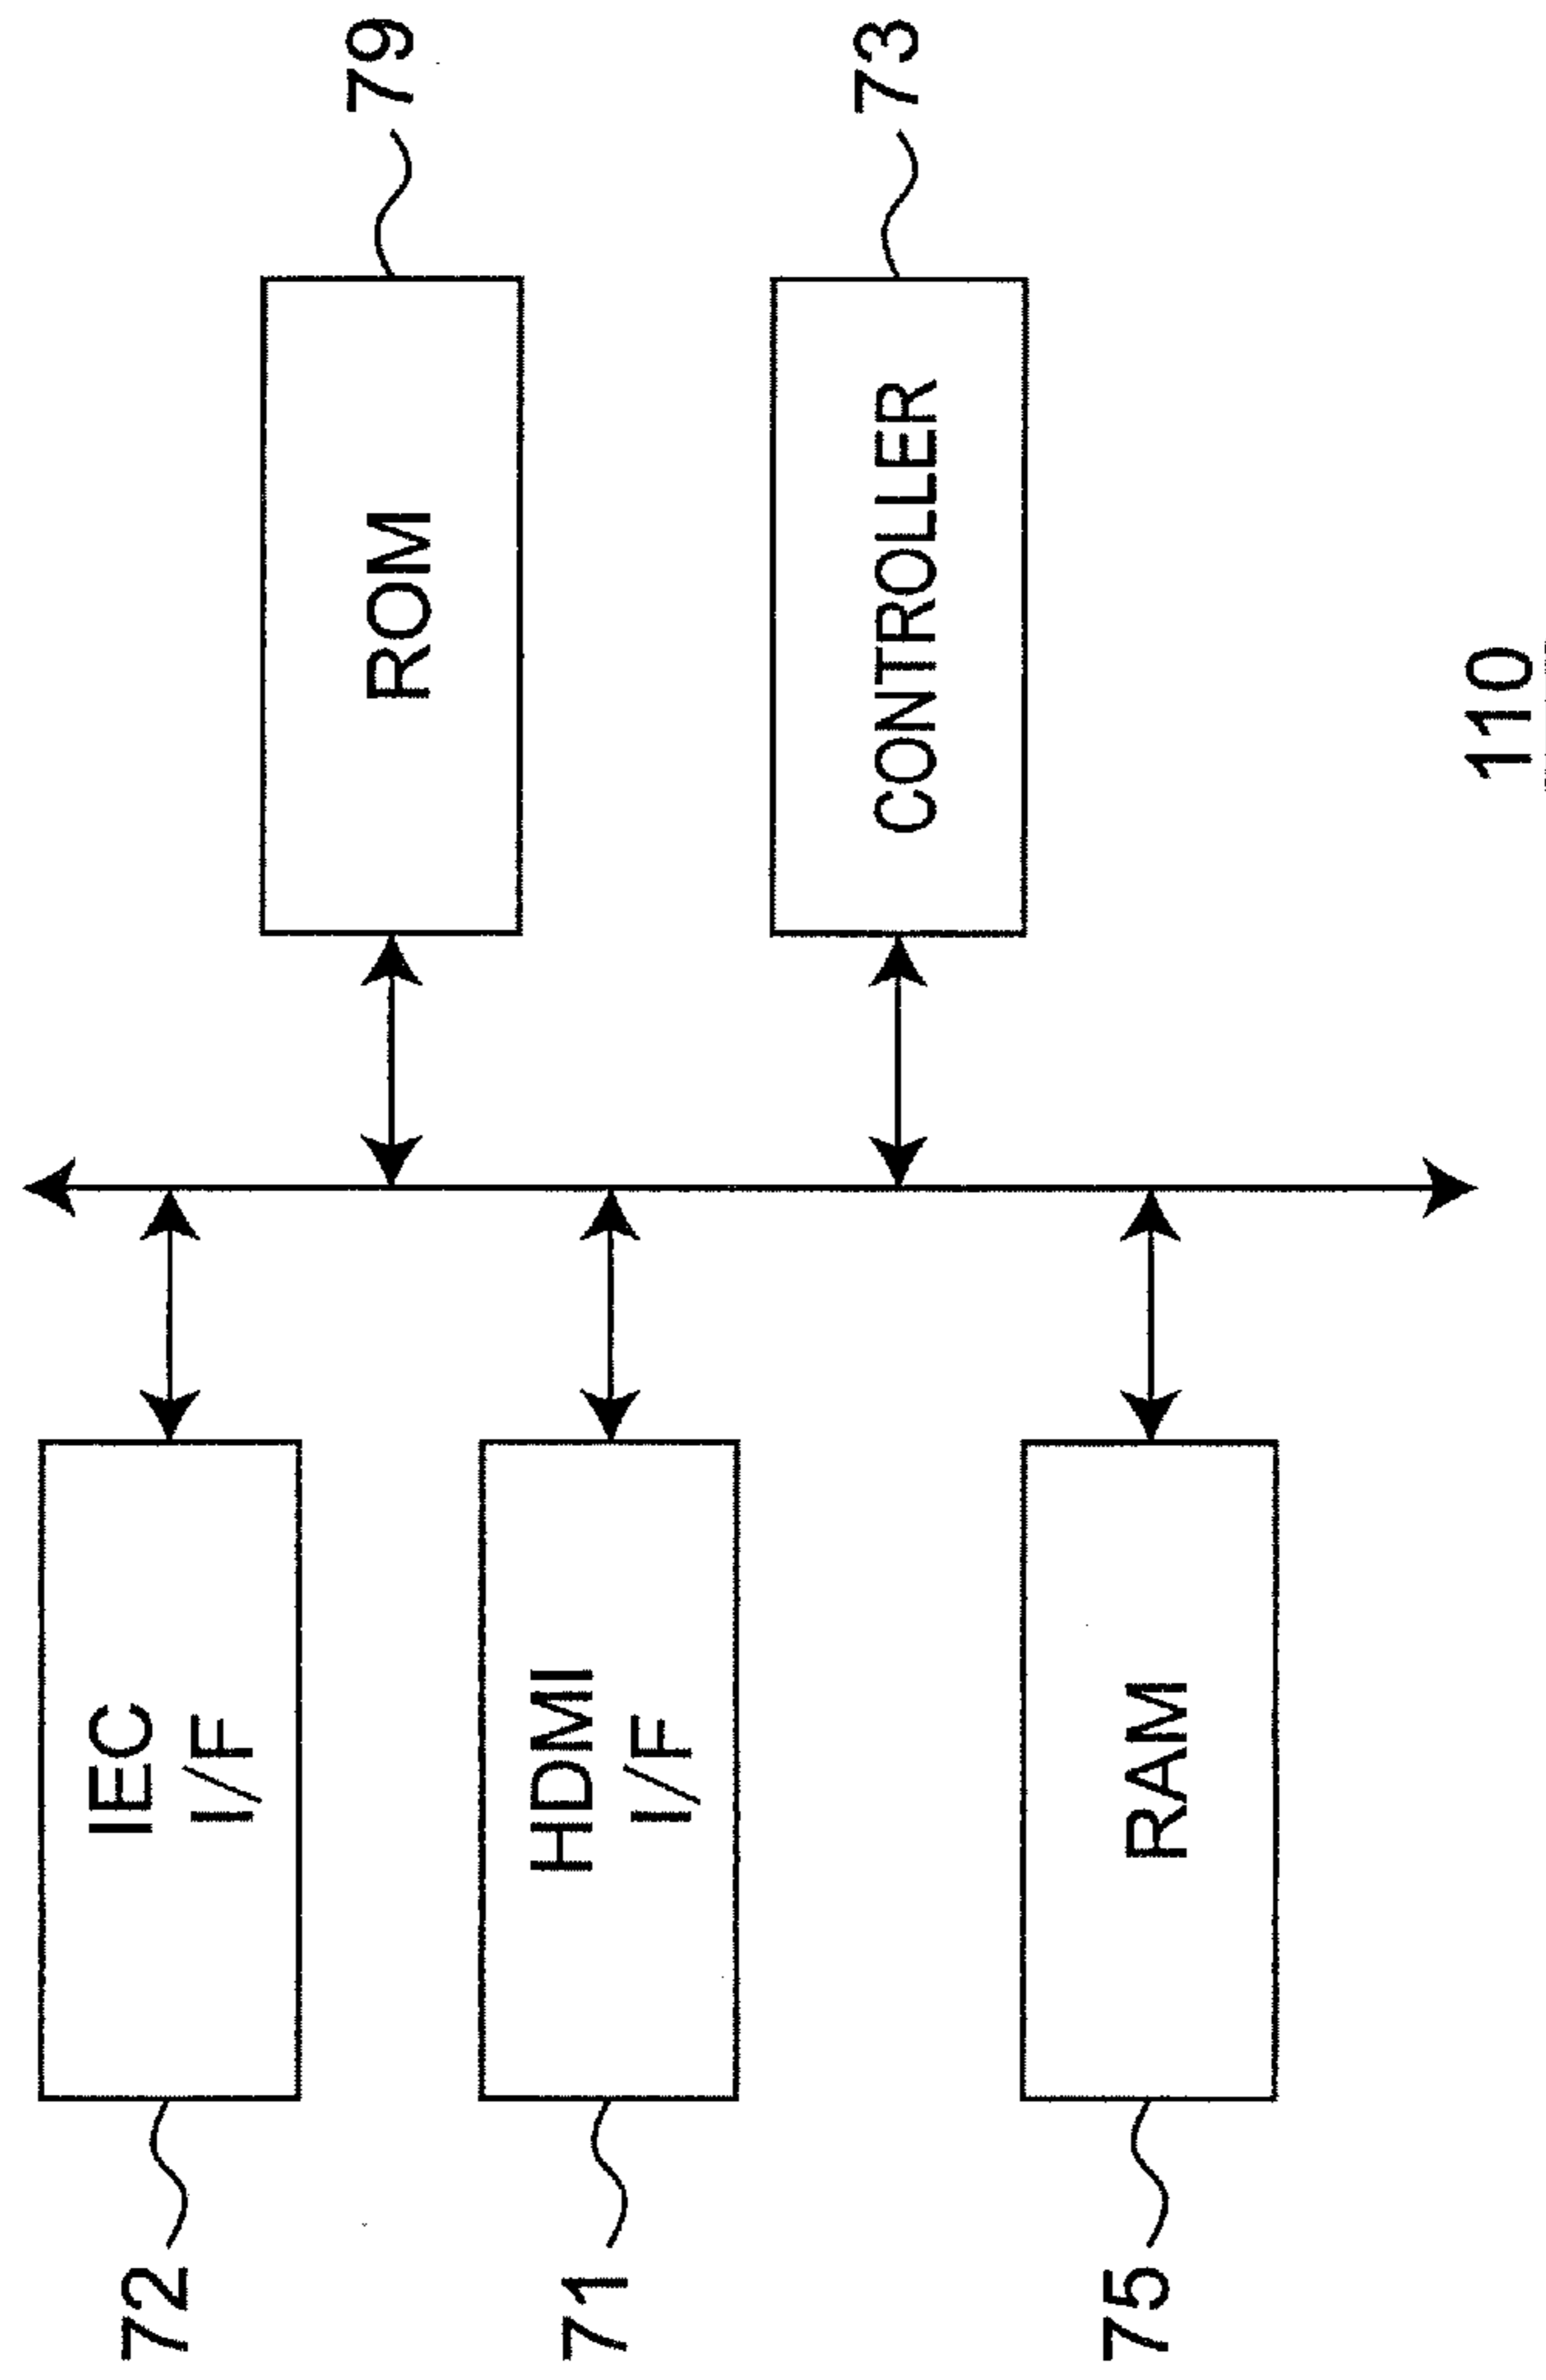 72
IEC
I/F
ROM
79
71
HDMI
I/F
CONTROLLER
73
75
RAM
110